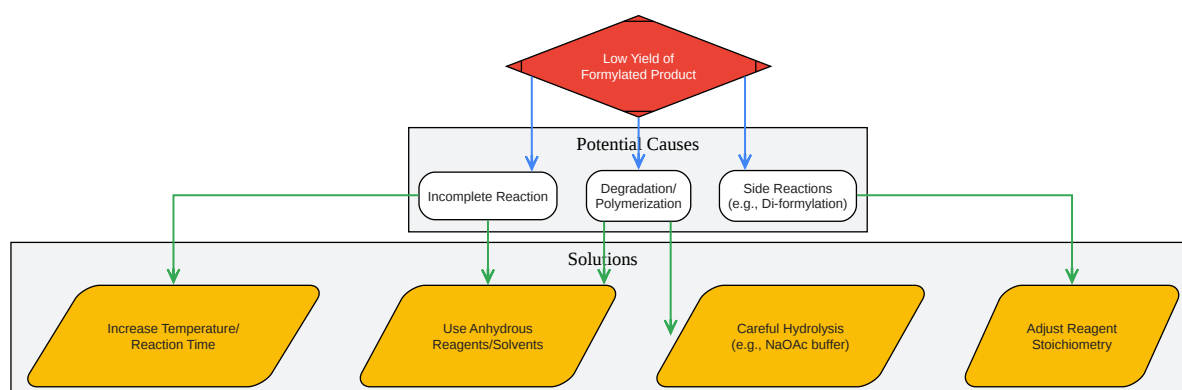 Low Yield of
Formylated Product
Potential Causes
Incomplete Reaction
Degradation/
Polymerization
Side Reactions
(e.g., Di-formylation)
Solutions
Increase Temperature/
Reaction Time
Use Anhydrous
Reagents/Solvents
Careful Hydrolysis
(e.g., NaOAc buffer)
Adjust Reagent
Stoichiometry